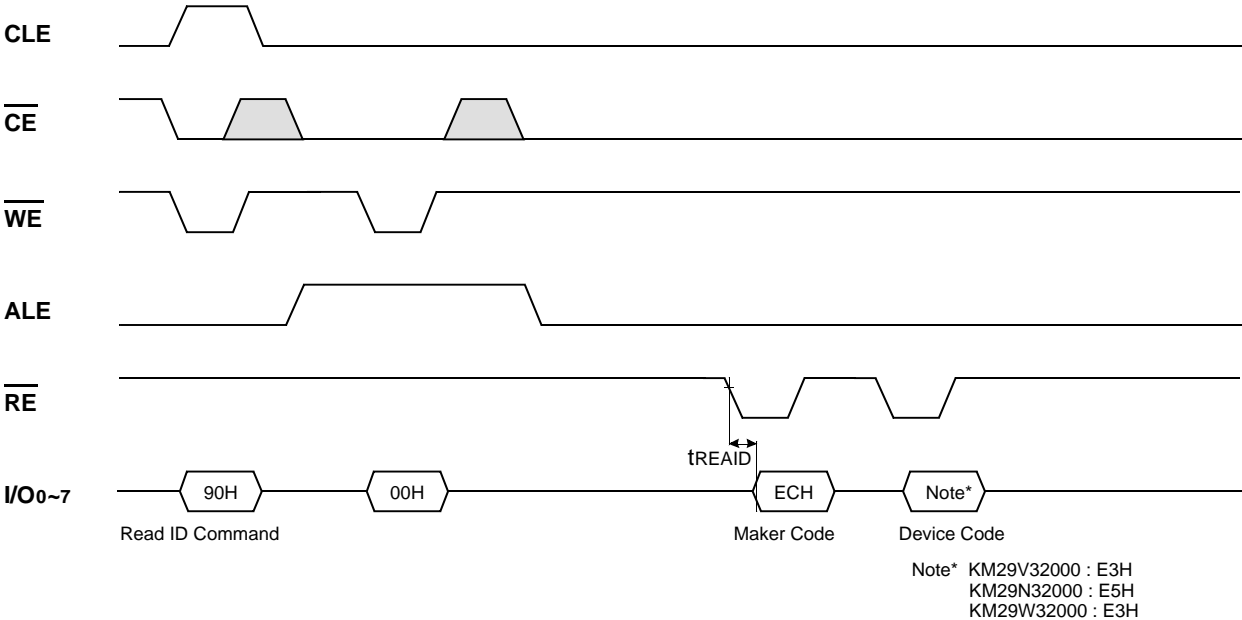 CLE
CE
WE
ALE
RE
tREAID
I/O0~7
90H
00H
ECH
Note*
Read ID Command
Maker Code
Device Code
Note* KM29V32000 : E3H
KM29N32000 : E5H
KM29W32000 : E3H